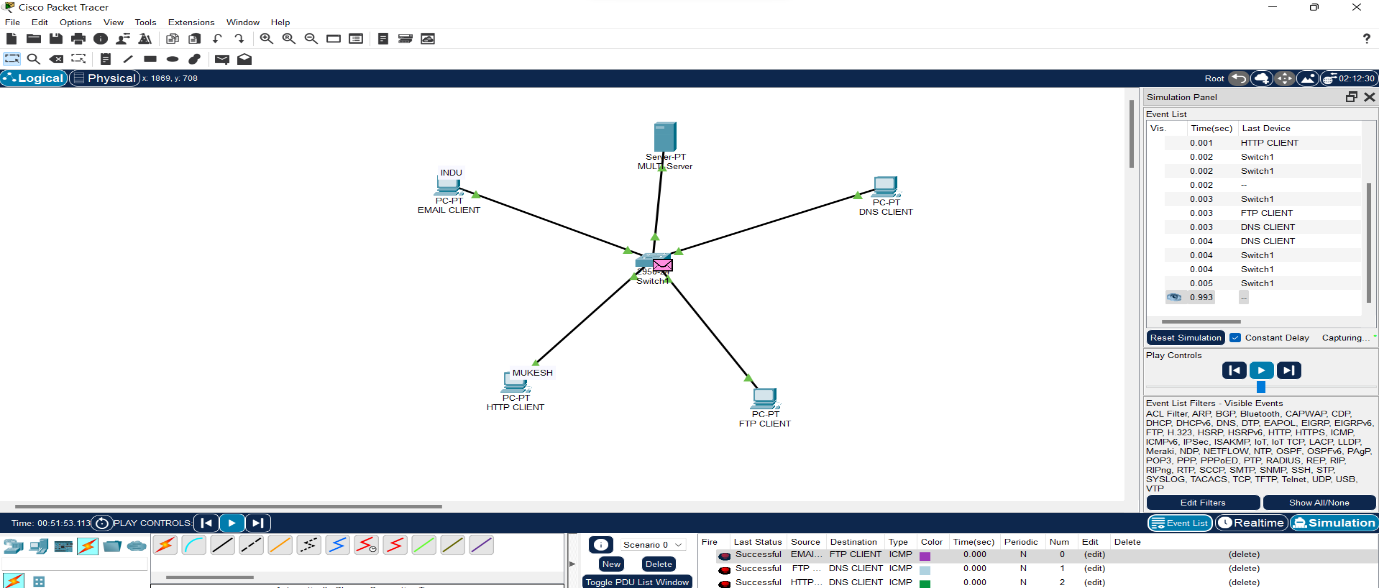 Cisco Packet Tracer
File Edit Options View Tools Extensions Window Help
?
Logical Physical x: 1869, y: 708 Root 02:12:30
Simulation Panel
Event List
Vis. Time(sec) Last Device
0.001 HTTP CLIENT
0.002 Switch1
0.002 Switch1
0.002 --
0.003 Switch1
0.003 FTP CLIENT
0.003 DNS CLIENT
0.004 DNS CLIENT
0.004 Switch1
0.004 Switch1
0.005 Switch1
0.993 --
Reset Simulation Constant Delay Capturing...
Play Controls
Event List Filters - Visible Events
ACL Filter, ARP, BGP, Bluetooth, CAPWAP, CDP,
DHCP, DHCPv6, DNS, DTP, EAPOL, EIGRP, EIGRPv6,
FTP, H.323, HSRP, HSRPv6, HTTP, HTTPS, ICMP,
ICMPv6, IPSec, ISAKMP, IoT, IoT TCP, LACP, LLDP,
Meraki, NDP, NETFLOW, NTP, OSPF, OSPFv6, PAgP,
POP3, PPP, PPPoED, PTP, RADIUS, REP, RIP,
RIPng, RTP, SCCP, SMTP, SNMP, SSH, STP,
SYSLOG, TACACS, TCP, TFTP, Telnet, UDP, USB,
VTP
Edit Filters Show All/None
Event List Realtime Simulation
Server-PT
MULTI Server
INDU
PC-PT
EMAIL CLIENT
PC-PT
DNS CLIENT
Switch1
MUKESH
PC-PT
HTTP CLIENT
PC-PT
FTP CLIENT
Time: 00:51:53.113 PLAY CONTROLS:
Scenario 0
New Delete
Toggle PDU List Window
Fire Last Status Source Destination Type Color Time(sec) Periodic Num Edit Delete
Successful EMAI... FTP CLIENT ICMP 0.000 N 0 (edit) (delete)
Successful FTP ... DNS CLIENT ICMP 0.000 N 1 (edit) (delete)
Successful HTTP... DNS CLIENT ICMP 0.000 N 2 (edit) (delete)